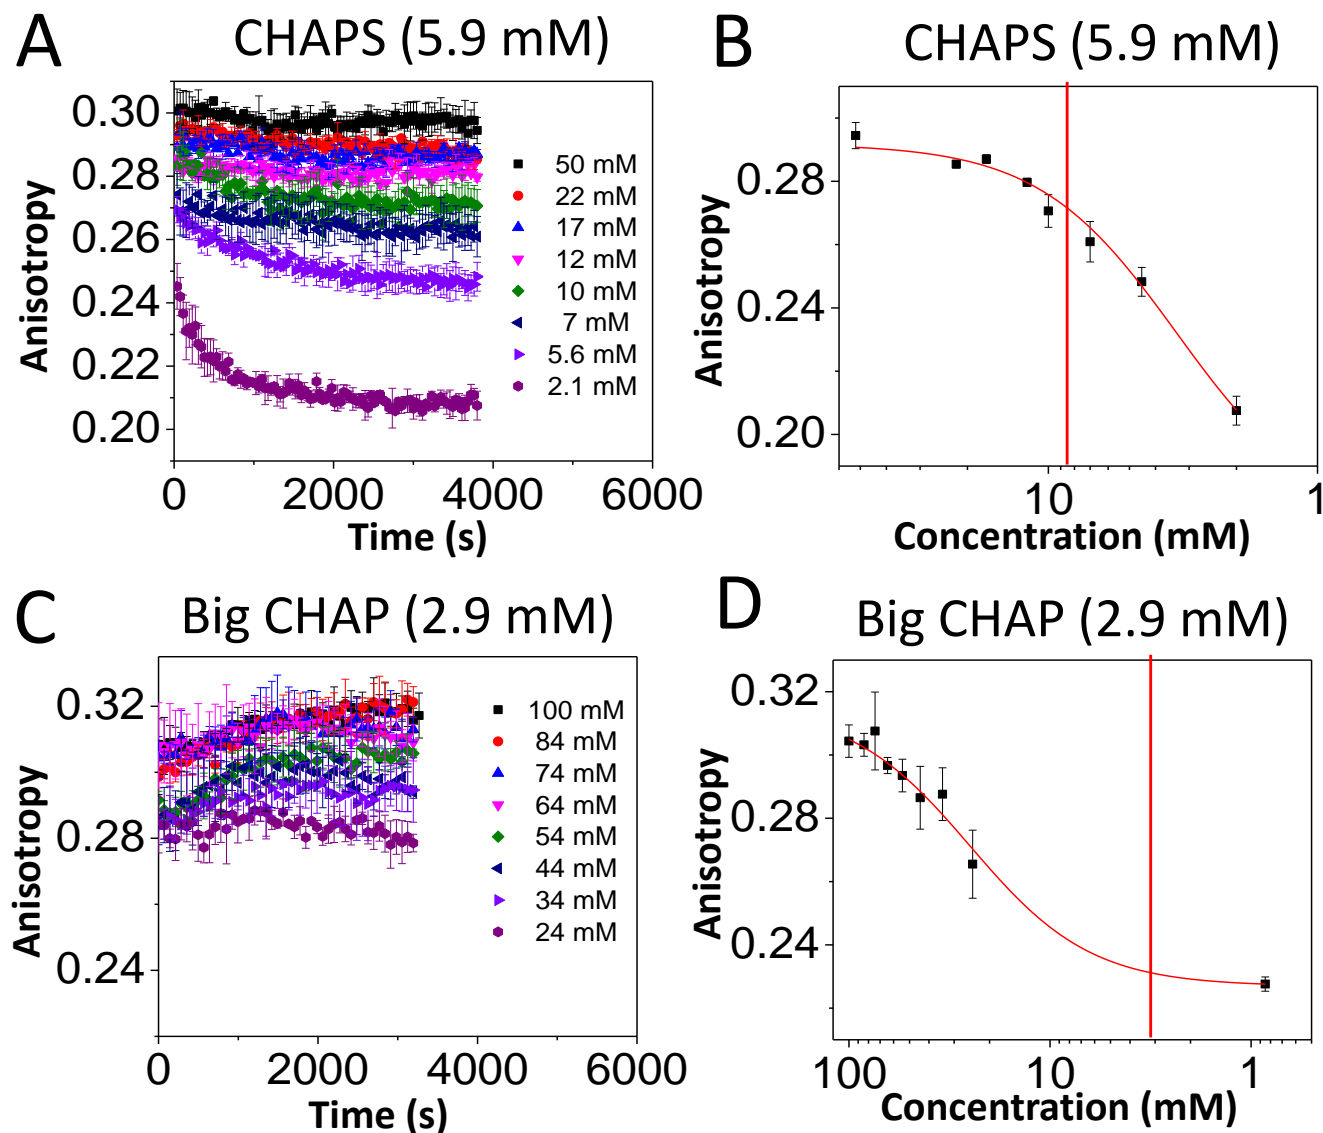 A
CHAPS (5.9 mM)
Anisotropy
0.30
0.28
0.26
0.24
0.22
0.20
50 mM
22 mM
17 mM
12 mM
10 mM
7 mM
5.6 mM
2.1 mM
0
2000
4000
6000
Time (s)
B
CHAPS (5.9 mM)
Anisotropy
0.28
0.24
0.20
10
1
Concentration (mM)
C
Big CHAP (2.9 mM)
Anisotropy
0.32
0.28
0.24
100 mM
84 mM
74 mM
64 mM
54 mM
44 mM
34 mM
24 mM
0
2000
4000
6000
Time (s)
D
Big CHAP (2.9 mM)
Anisotropy
0.32
0.28
0.24
100
10
1
Concentration (mM)